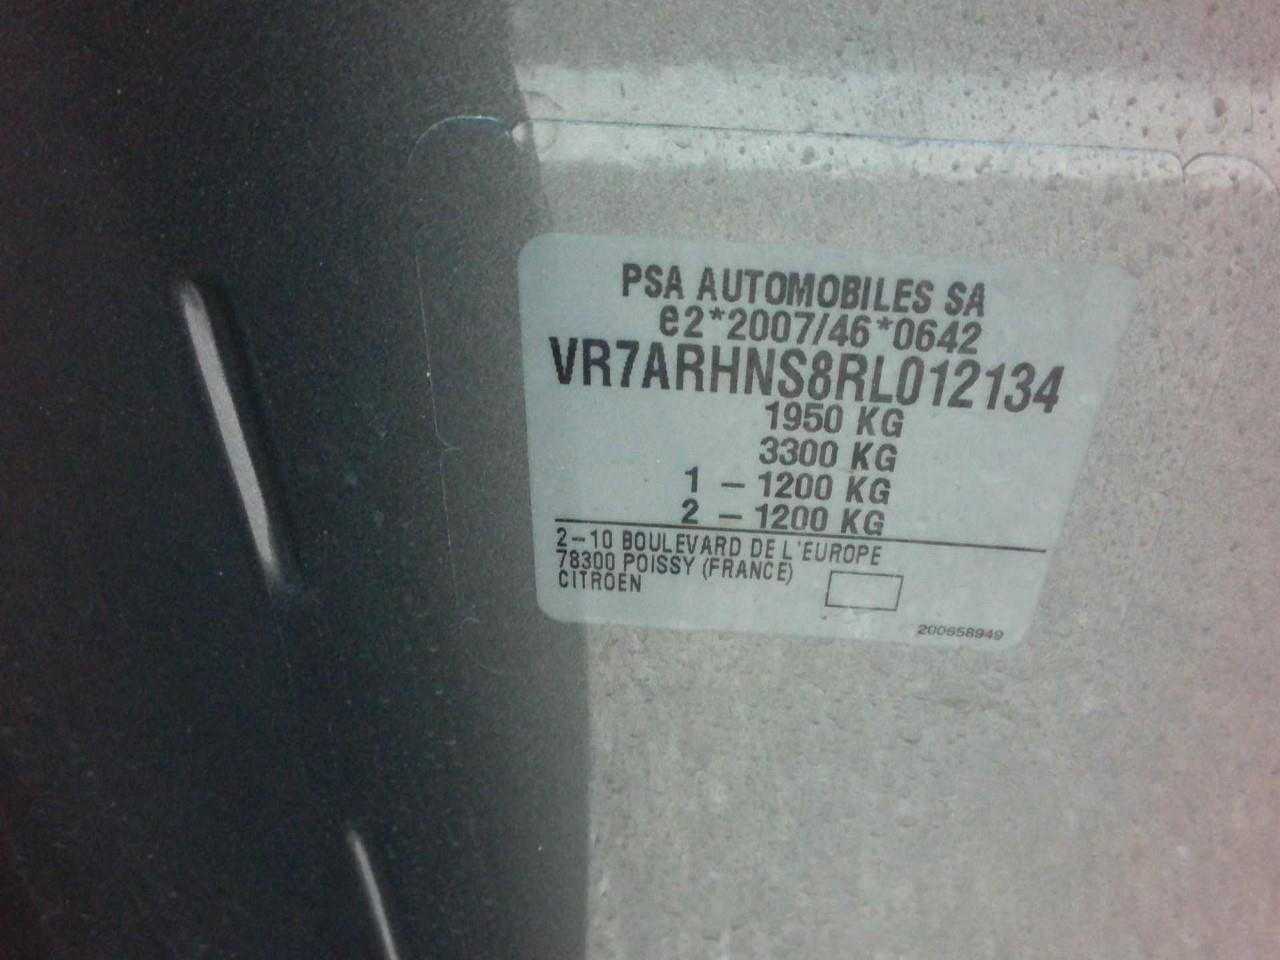 PSA AUTOMOBILES SA
e2*2007/46*0642
VR7ARHNS8RL012134
1950 KG
3300 KG
1 – 1200 KG
2 – 1200 KG
2–10 BOULEVARD DE L'EUROPE
78300 POISSY (FRANCE)
CITROEN
200658949